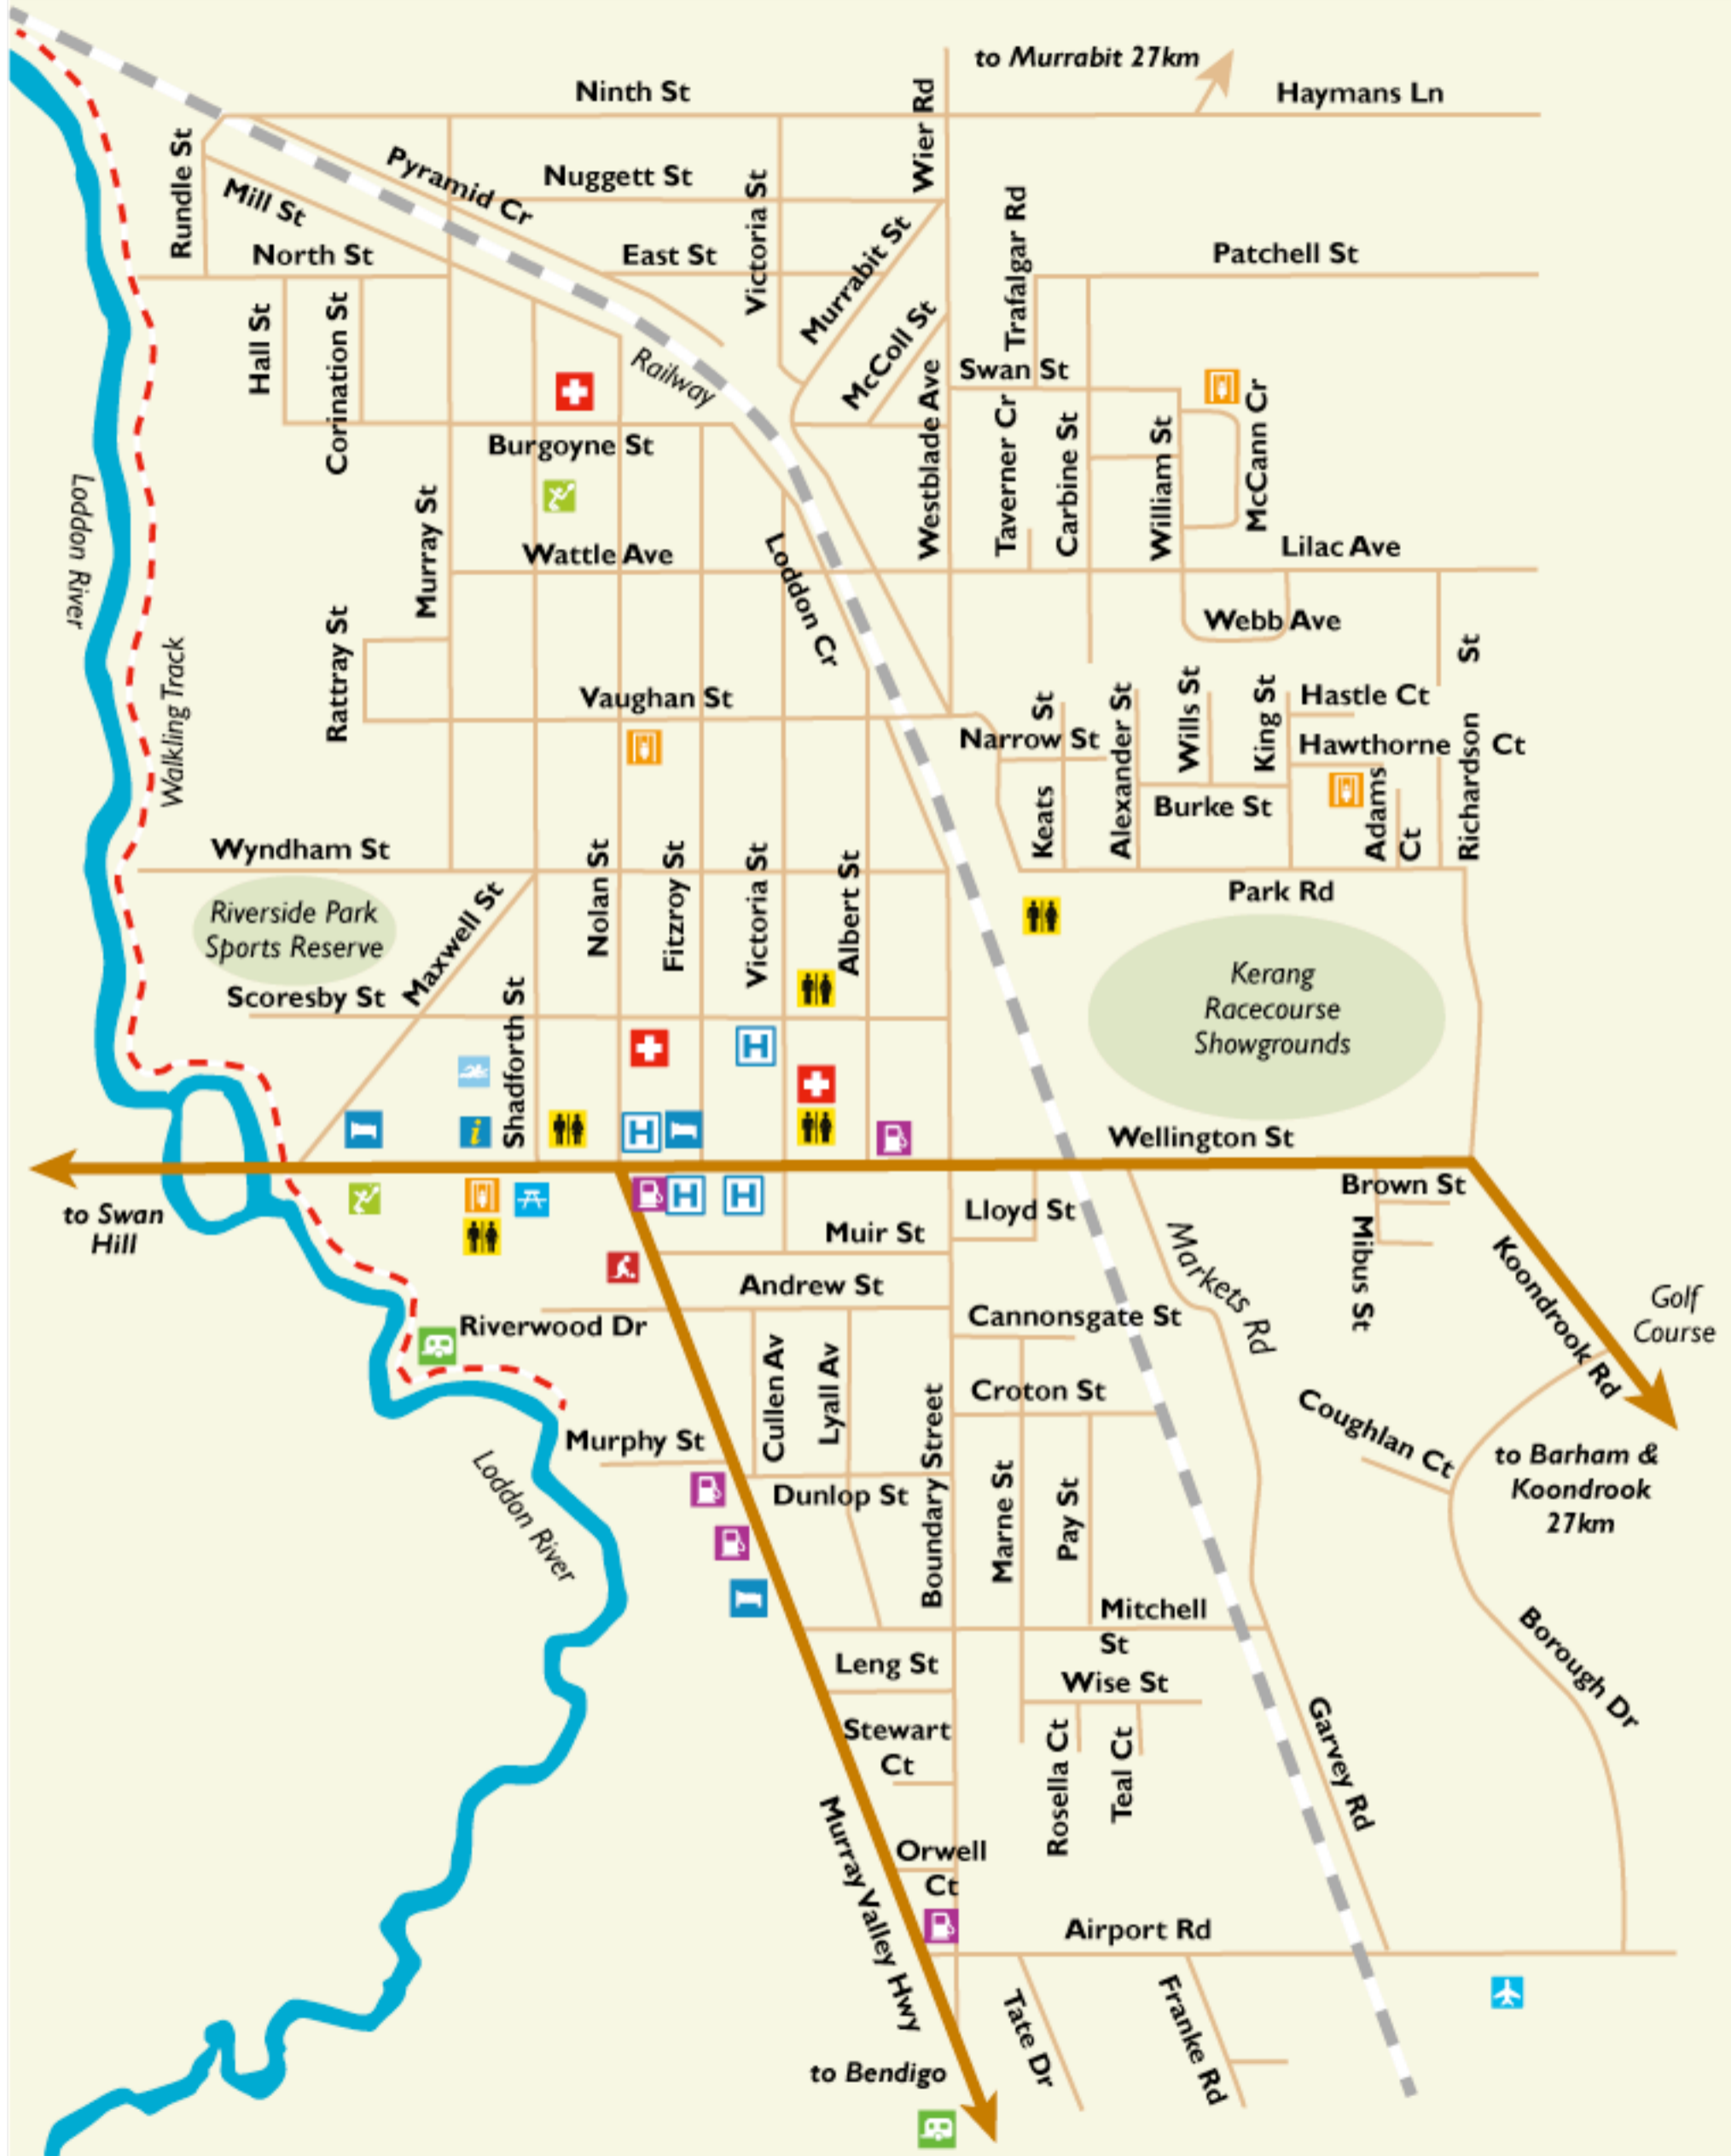 to Murrabit 27km
Ninth St
Haymans Ln
Wier Rd
Rundle St
Pyramid Cr
Nuggett St
Mill St
Victoria St
Trafalgar Rd
North St
East St
Murrabit St
Patchell St
Hall St
Corination St
Railway
McColl St
Swan St
Westblade Ave
Taverner Cr
Carbine St
William St
McCann Cr
Burgoyne St
Loddon River
Murray St
Wattle Ave
Loddon Cr
Lilac Ave
Rattray St
Webb Ave
Walkling Track
Vaughan St
Narrow St
Keats St
Alexander St
Wills St
King St
Hastle Ct
Hawthorne Ct
Richardson St
Burke St
Adams
Ct
Wyndham St
Riverside Park
Sports Reserve
Maxwell St
Nolan St
Fitzroy St
Victoria St
Albert St
Park Rd
Scoresby St
Shadforth St
Kerang
Racecourse
Showgrounds
H
i
H
Wellington St
to Swan
Hill
H
H
Lloyd St
Brown St
Muir St
Markets Rd
Mibus St
Koondrook Rd
Andrew St
Riverwood Dr
Cannonsgate St
Golf
Course
Cullen Av
Lyall Av
Croton St
Boundary Street
Murphy St
Coughlan Ct
to Barham &
Koondrook
27km
Loddon River
Dunlop St
Marne St
Pay St
Mitchell
St
Borough Dr
Leng St
Wise St
Stewart
Ct
Rosella Ct
Teal Ct
Garvey Rd
Murray Valley Hwy
Orwell
Ct
Airport Rd
Tate Dr
Franke Rd
to Bendigo